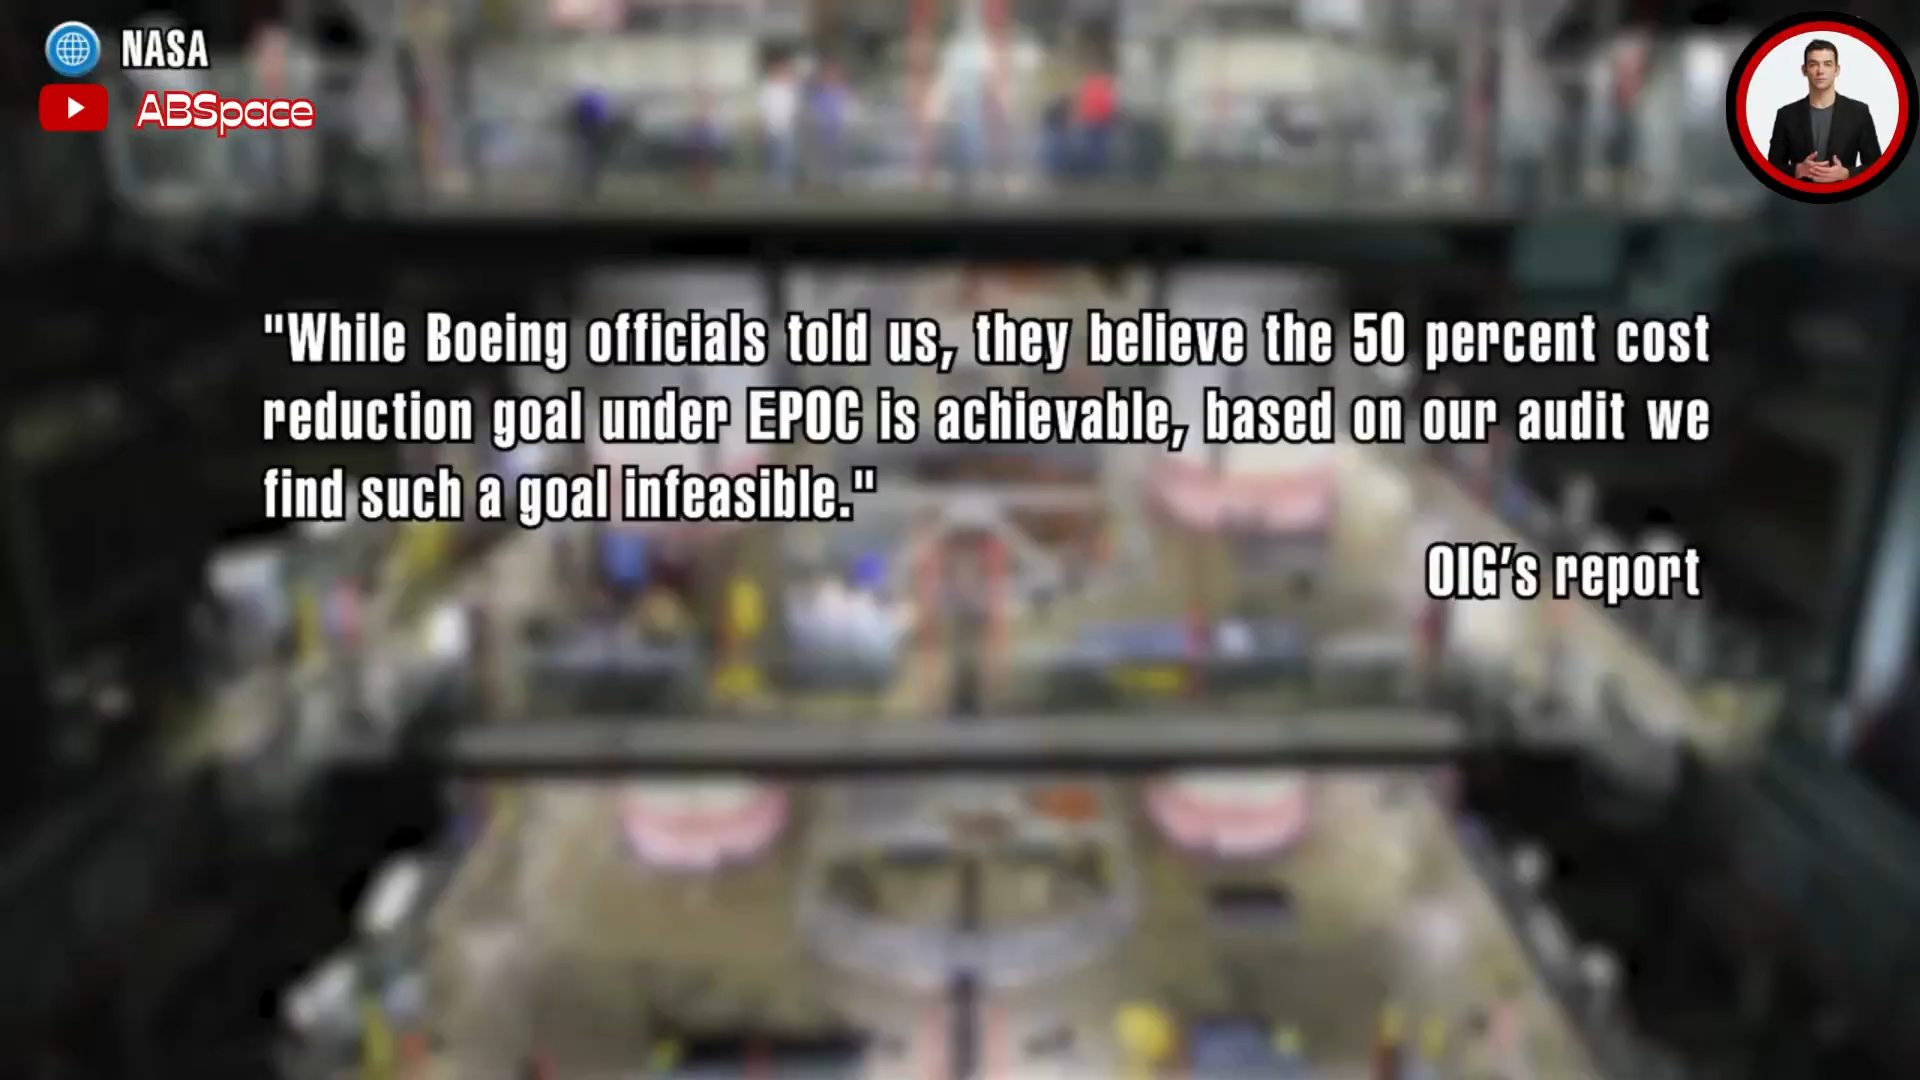 NASA
ABSpace
"While Boeing officials told us, they believe the 50 percent cost
reduction goal under EPOC is achievable, based on our audit we
find such a goal infeasible."
OIG's report